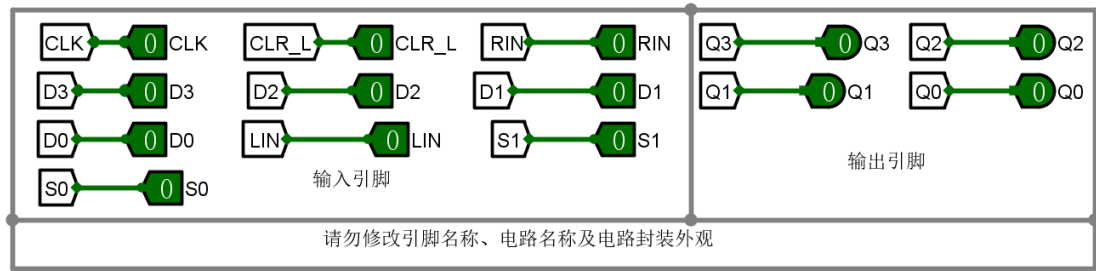 CLK 0 CLK CLR_L 0 CLR_L RIN 0 RIN Q3 0 Q3 Q2 0 Q2
D3 0 D3 D2 0 D2 D1 0 D1 Q1 0 Q1 Q0 0 Q0
D0 0 D0 LIN 0 LIN S1 0 S1
输出引脚
S0 0 S0 输入引脚
请勿修改引脚名称、电路名称及电路封装外观